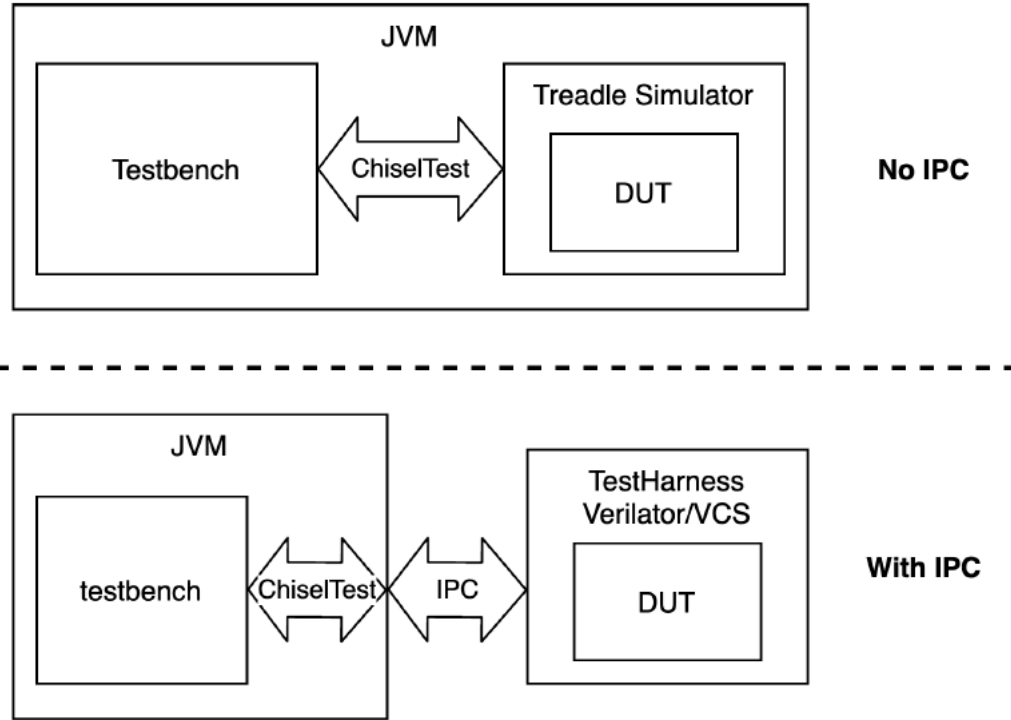 JVM
Testbench
ChiselTest
Treadle Simulator
DUT
No IPC
JVM
testbench
ChiselTest
IPC
TestHarness
Verilator/VCS
DUT
With IPC